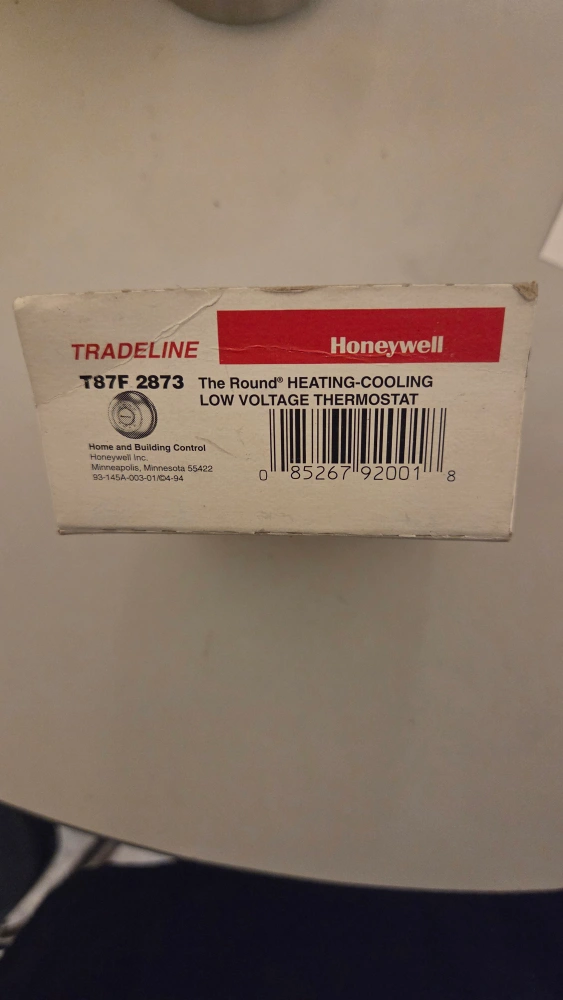 TRADELINE Honeywell
T87F 2873 The Round® HEATING-COOLING
LOW VOLTAGE THERMOSTAT
Home and Building Control
Honeywell Inc.
Minneapolis, Minnesota 55422
93-145A-003-01/©4-94
0 85267 92001 8